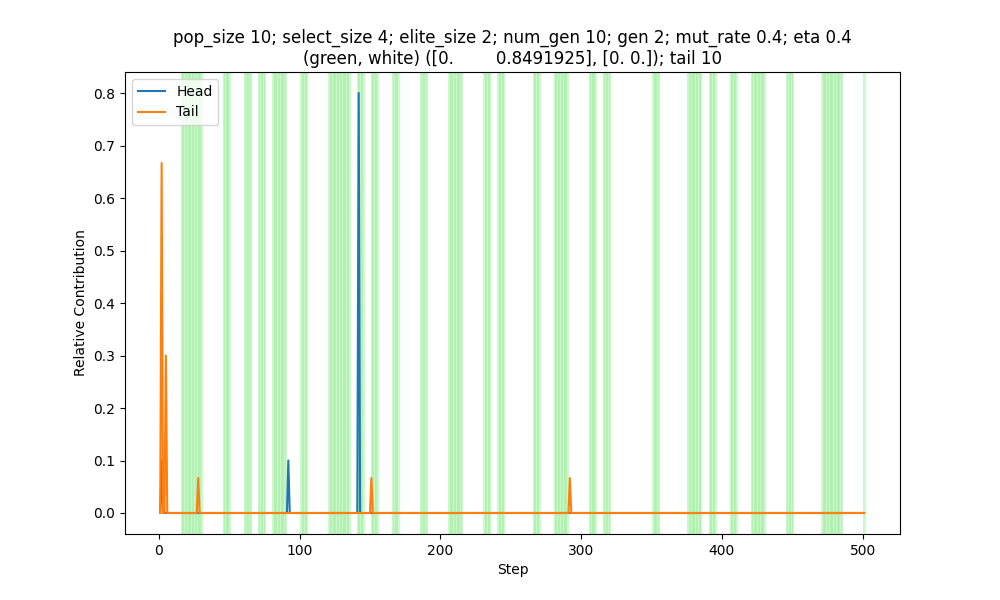 pop_size 10; select_size 4; elite_size 2; num_gen 10; gen 2; mut_rate 0.4; eta 0.4
(green, white) ([0. 0.8491925], [0. 0.]); tail 10
Head
Tail
0.8
0.7
0.6
0.5
0.4
0.3
0.2
0.1
0.0
Relative Contribution
0 100 200 300 400 500
Step